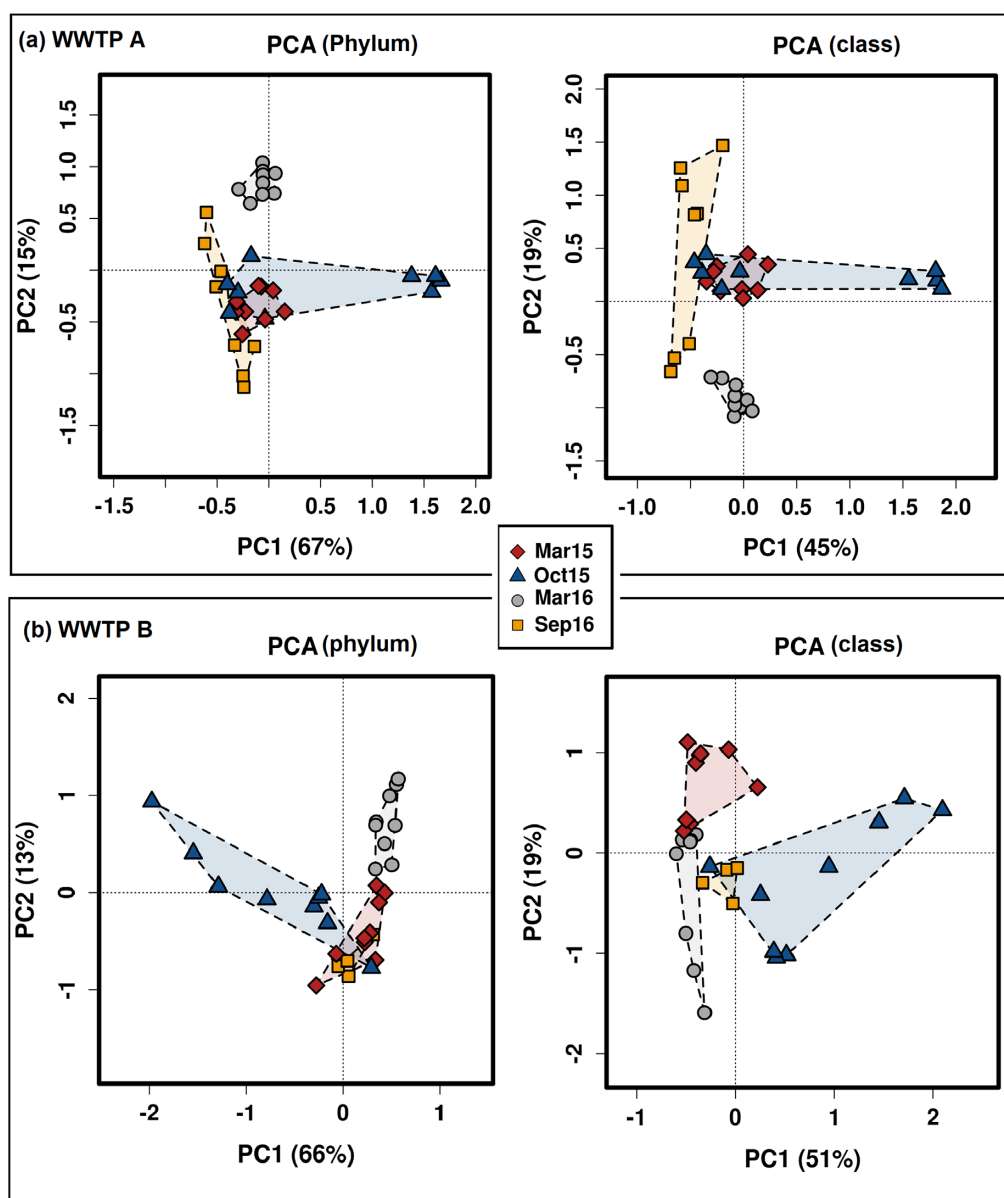 (a) WWTP A
PCA (Phylum)
PC2 (15%)
1.5
1.0
0.5
-0.5
-1.5
-1.5
-0.5
0.5
1.0
1.5
2.0
PC1 (67%)
PCA (class)
PC2 (19%)
2.0
1.5
1.0
0.5
-0.5
-1.5
-1.0
0.0
0.5
1.0
1.5
2.0
PC1 (45%)
Mar15
Oct15
Mar16
Sep16
(b) WWTP B
PCA (phylum)
PC2 (13%)
2
1
0
-1
-2
-1
0
1
PC1 (66%)
PCA (class)
PC2 (19%)
1
0
-1
-2
-1
0
1
2
PC1 (51%)